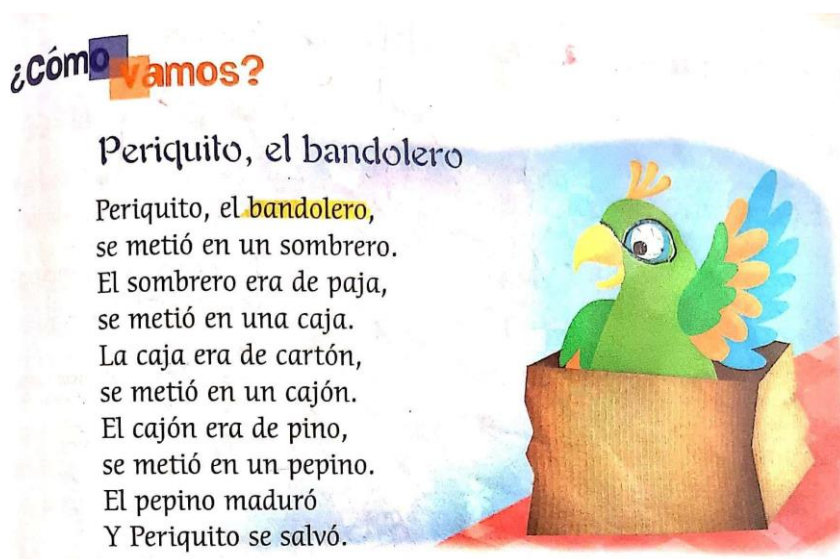 ¿Cómo vamos?
Periquito, el bandolero
Periquito, el bandolero,
se metió en un sombrero.
El sombrero era de paja,
se metió en una caja.
La caja era de cartón,
se metió en un cajón.
El cajón era de pino,
se metió en un pepino.
El pepino maduró
Y Periquito se salvó.